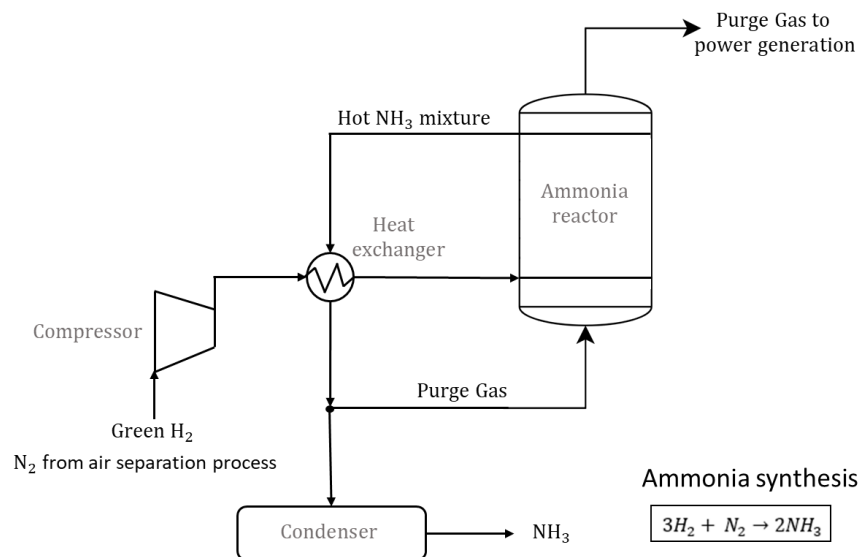 Purge Gas to
power generation
Hot NH₃ mixture
Ammonia
reactor
Heat
exchanger
Compressor
Purge Gas
Green H₂
N₂ from air separation process
Ammonia synthesis
Condenser
NH₃
3H₂ + N₂ → 2NH₃